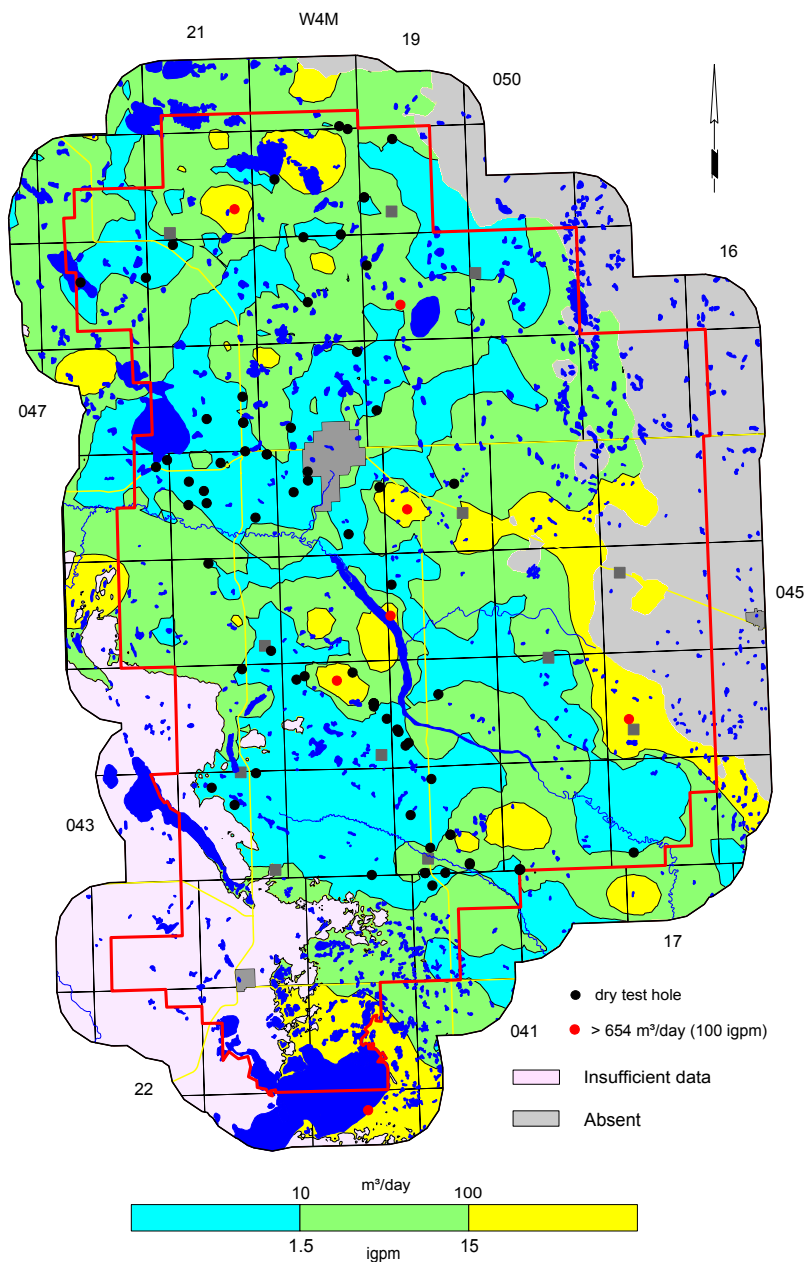 W4M
21
19
050
16
047
045
043
17
dry test hole
> 654 m³/day (100 igpm)
041
Insufficient data
22
Absent
m³/day
10
100
1.5
igpm
15